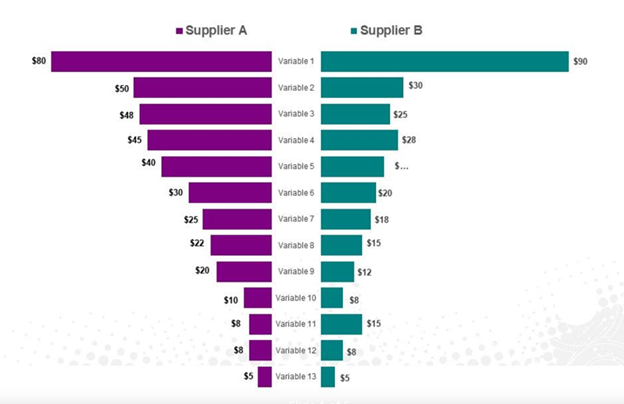 Supplier A Supplier B
$80 Variable 1 $90
$50 Variable 2 $30
$48 Variable 3 $25
$45 Variable 4 $28
$40 Variable 5 $...
$30 Variable 6 $20
$25 Variable 7 $18
$22 Variable 8 $15
$20 Variable 9 $12
$10 Variable 10 $8
$8 Variable 11 $15
$8 Variable 12 $8
$5 Variable 13 $5